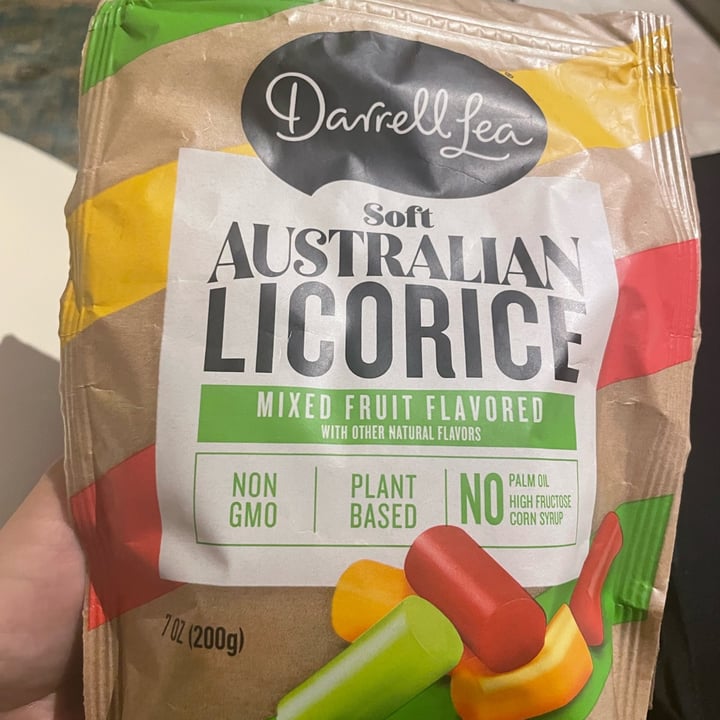 Darrell Lea
Soft
AUSTRALIAN
LICORICE
MIXED FRUIT FLAVORED
WITH OTHER NATURAL FLAVORS
NON
GMO
PLANT
BASED
NO
PALM OIL
HIGH FRUCTOSE
CORN SYRUP
7 OZ (200g)